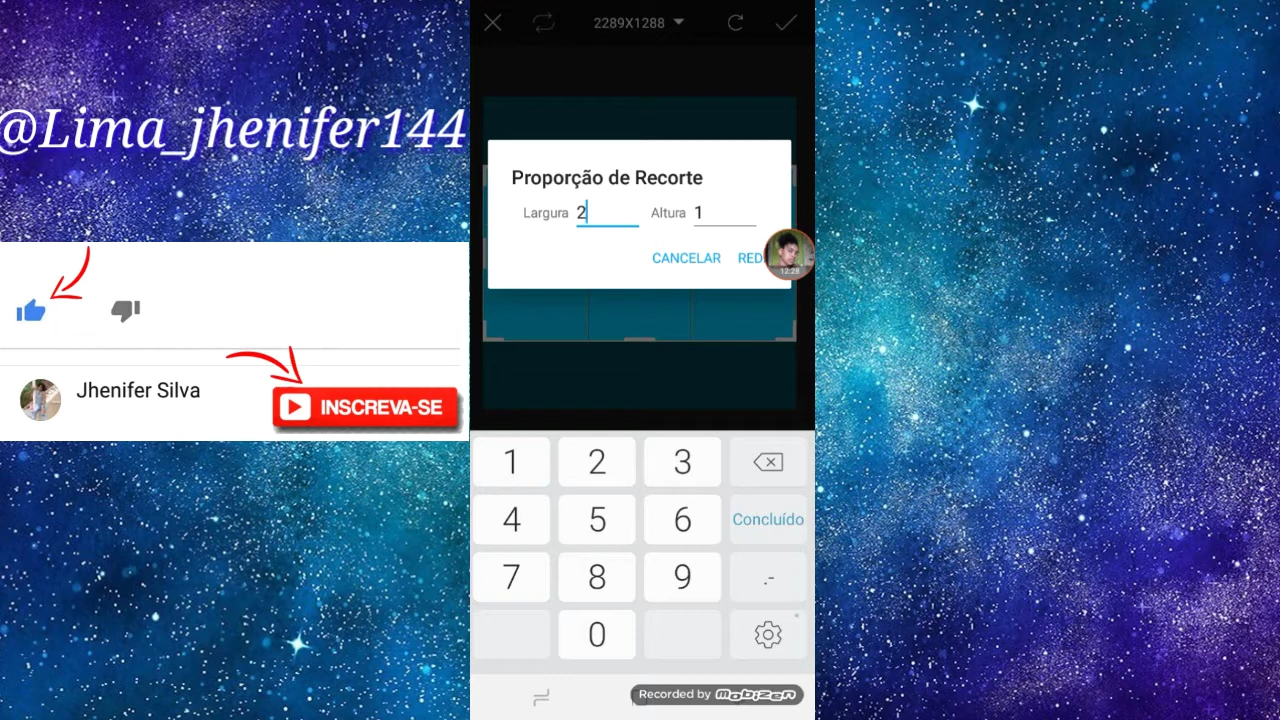 @Lima_jhenifer144
Jhenifer Silva
INSCREVA-SE
2289X1288
Proporção de Recorte
Largura 2 Altura 1
CANCELAR RED
12:28
1 2 3
4 5 6 Concluído
7 8 9 .-
0
Recorded by MOBIZEN